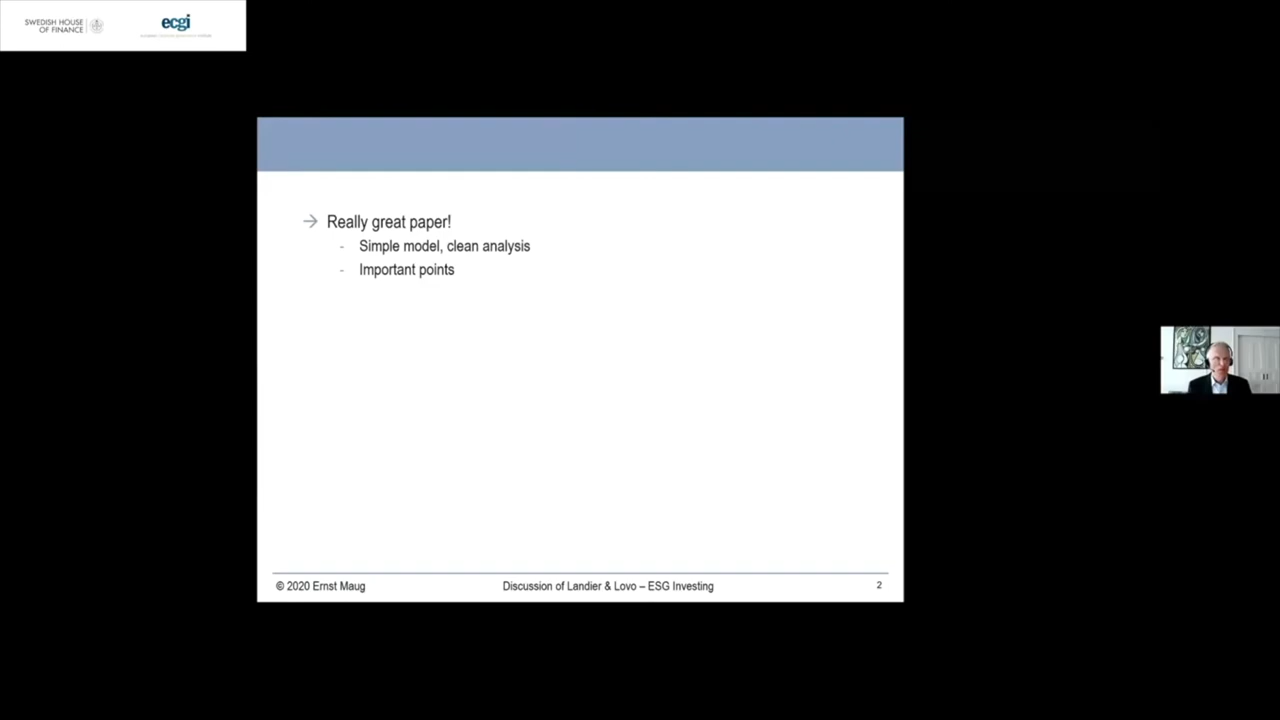 SWEDISH HOUSE
OF FINANCE
ecgi
→ Really great paper!
- Simple model, clean analysis
- Important points
© 2020 Ernst Maug
Discussion of Landier & Lovo – ESG Investing
2